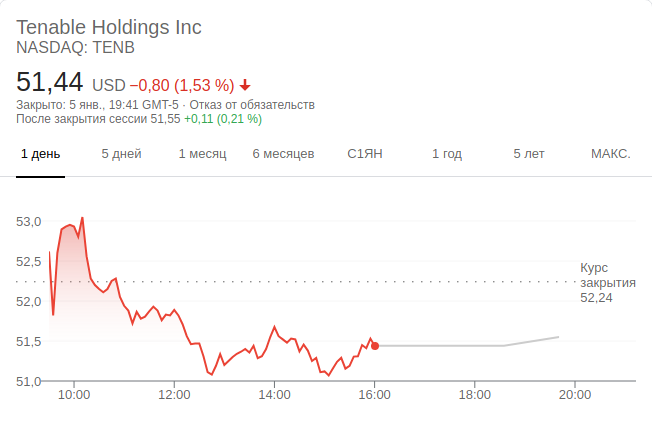 Tenable Holdings Inc
NASDAQ: TENB
51,44 USD −0,80 (1,53 %)
Закрыто: 5 янв., 19:41 GMT-5 · Отказ от обязательств
После закрытия сессии 51,55 +0,11 (0,21 %)
1 день 5 дней 1 месяц 6 месяцев С1ЯН 1 год 5 лет МАКС.
53,0
52,5
Курс
закрытия
52,24
52,0
51,5
51,0
10:00 12:00 14:00 16:00 18:00 20:00